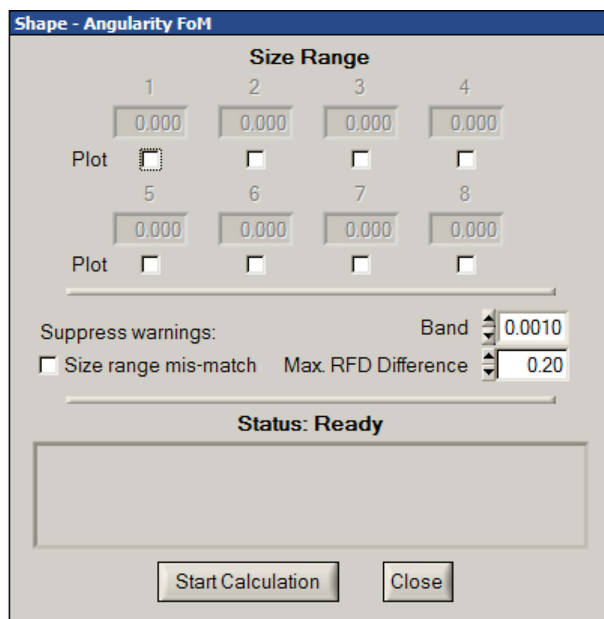 Shape - Angularity FoM
Size Range
1 2 3 4
0.000 0.000 0.000 0.000
Plot
5 6 7 8
0.000 0.000 0.000 0.000
Plot
Suppress warnings: Band 0.0010
Size range mis-match Max. RFD Difference 0.20
Status: Ready
Start Calculation Close